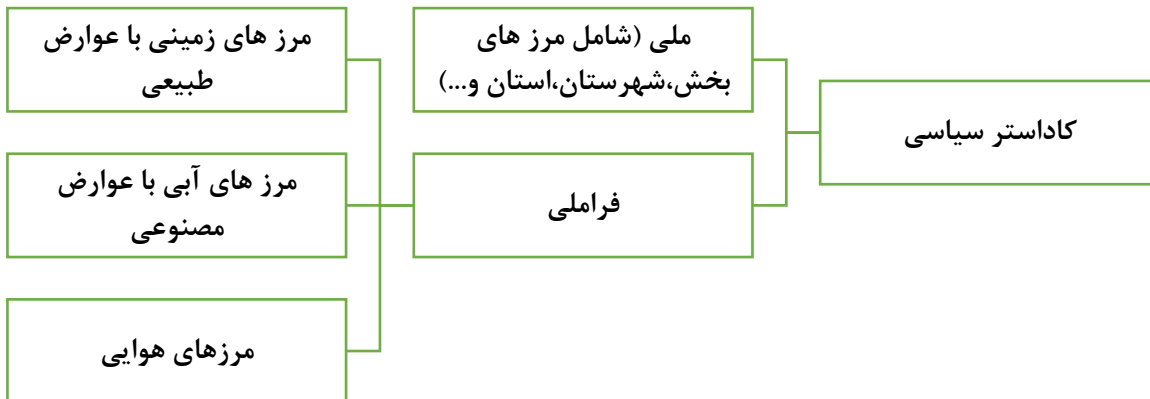 کاداستر سیاسی
ملی (شامل مرز های
بخش،شهرستان،استان و...)
فراملی
مرز های زمینی با عوارض
طبیعی
مرز های آبی با عوارض
مصنوعی
مرزهای هوایی